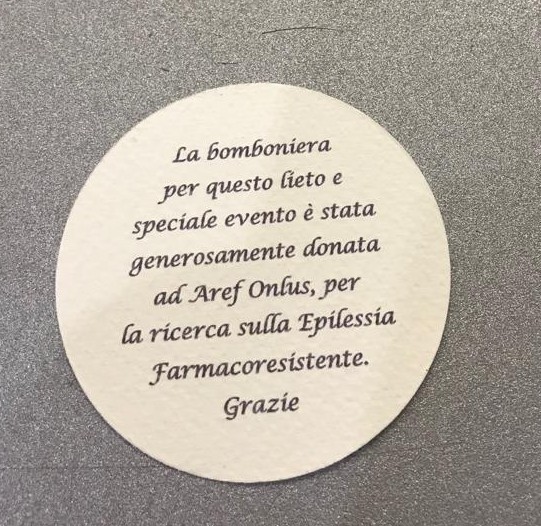 La bomboniera
per questo lieto e
speciale evento è stata
generosamente donata
ad Aref Onlus, per
la ricerca sulla Epilessia
Farmacoresistente.
Grazie